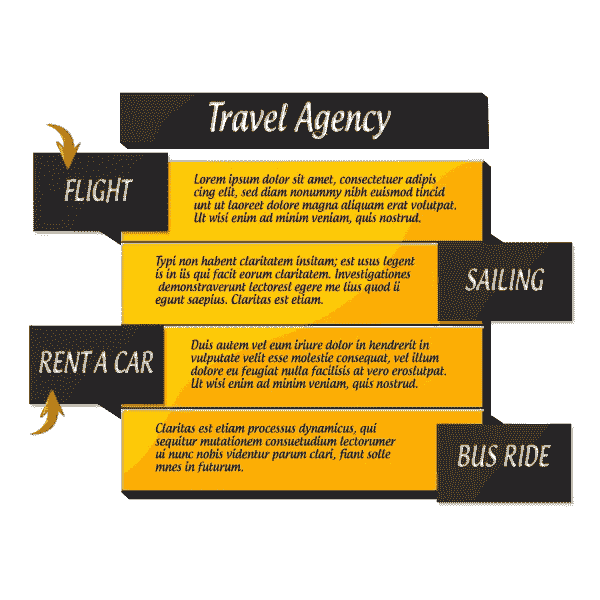 Travel Agency
FLIGHT
Lorem ipsum dolor sit amet, consectetuer adipis
cing elit, sed diam nonummy nibh euismod tincid
unt ut laoreet dolore magna aliquam erat volutpat.
Ut wisi enim ad minim veniam, quis nostrud.
Typi non habent claritatem insitam; est usus legent
is in iis qui facit eorum claritatem. Investigationes
demonstraverunt lectoresl egere me lius quod ii
egunt saepius. Claritas est etiam.
SAILING
RENT A CAR
Duis autem vel eum iriure dolor in hendrerit in
vulputate velit esse molestie consequat, vel illum
dolore eu feugiat nulla facilisis at vero eroslutpat.
Ut wisi enim ad minim veniam, quis nostrud.
Claritas est etiam processus dynamicus, qui
sequitur mutationem consuetudium lectorumer
ui nunc nobis videntur parum clari, fiant solle
mnes in futurum.
BUS RIDE